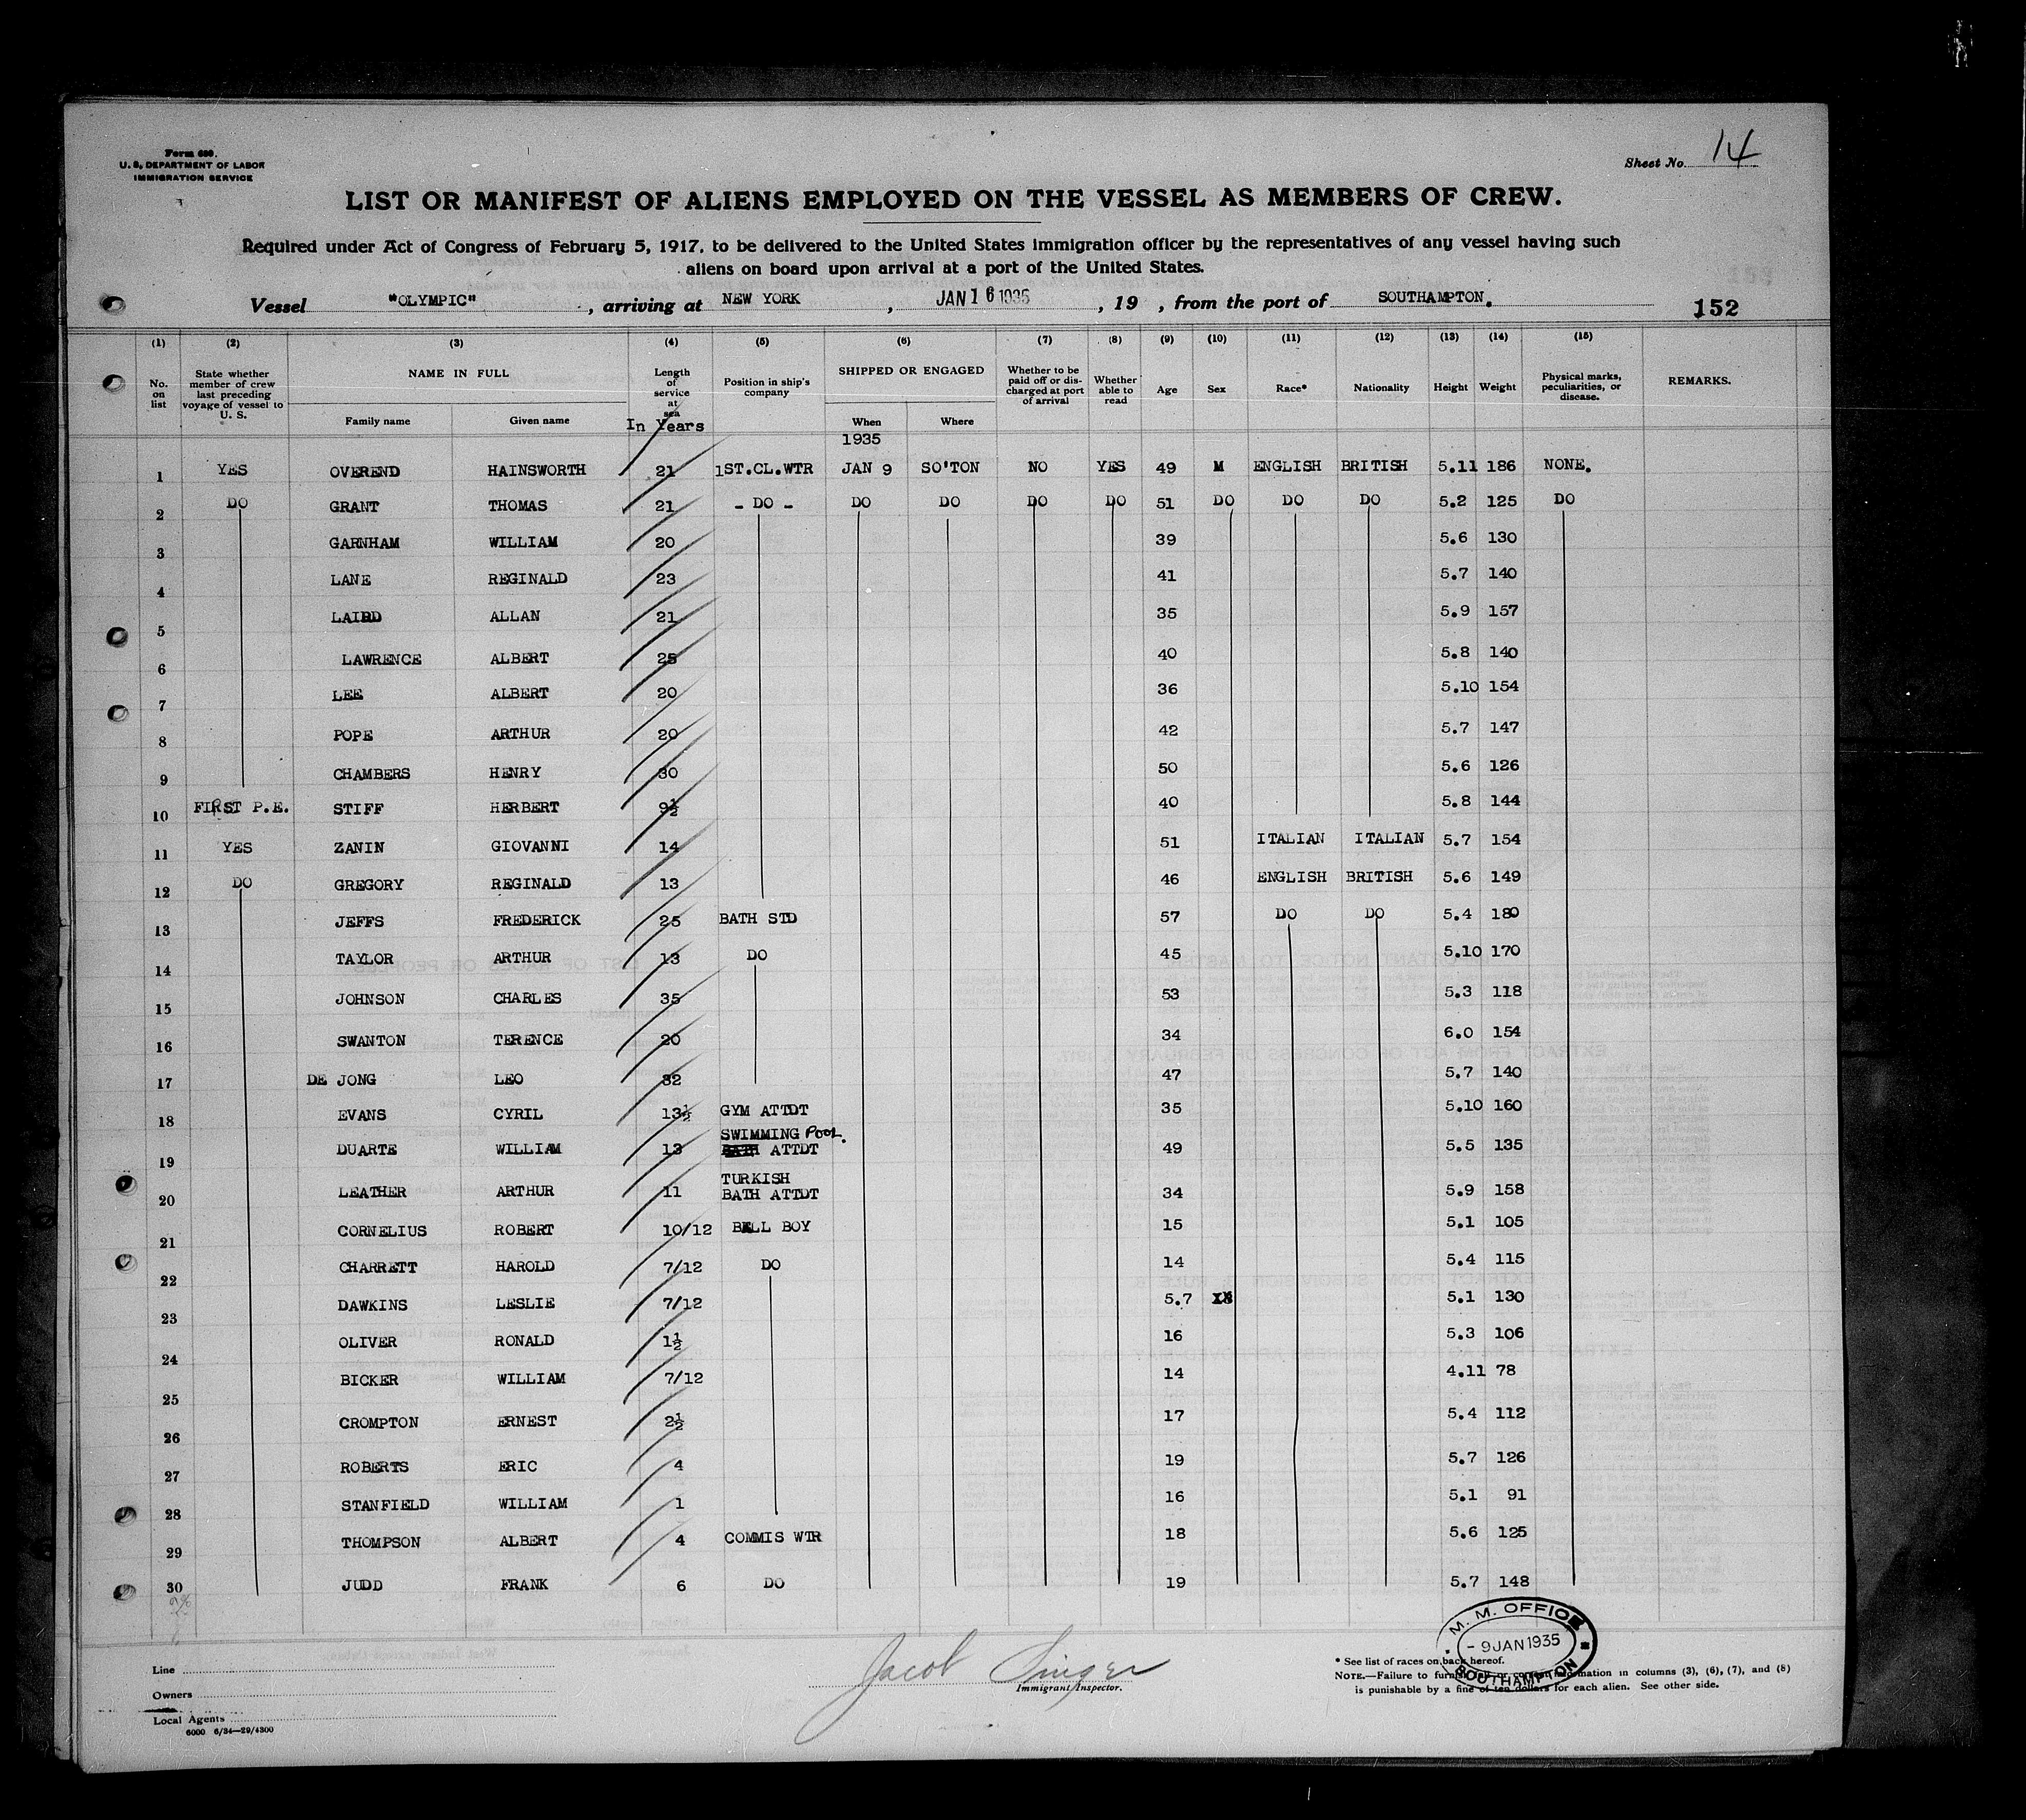 Form 680.
U. S. DEPARTMENT OF LABOR
IMMIGRATION SERVICE
Sheet No. 14
LIST OR MANIFEST OF ALIENS EMPLOYED ON THE VESSEL AS MEMBERS OF CREW.
Required under Act of Congress of February 5, 1917, to be delivered to the United States immigration officer by the representatives of any vessel having such
aliens on board upon arrival at a port of the United States.
Vessel "OLYMPIC" , arriving at NEW YORK , JAN 16 1935 , 19 , from the port of SOUTHAMPTON. 152
(1) (2) (3) (4) (5) (6) (7) (8) (9) (10) (11) (12) (13) (14) (15)
No. on list State whether member of crew last preceding voyage of vessel to U. S. NAME IN FULL Family name Given name Length of service at sea In Years Position in ship's company SHIPPED OR ENGAGED When Where Whether to be paid off or discharged at port of arrival Whether able to read Age Sex Race* Nationality Height Weight Physical marks, peculiarities, or disease. REMARKS.
1935
1 YES OVEREND HAINSWORTH 21 1ST.CL.WTR JAN 9 SO'TON NO YES 49 M ENGLISH BRITISH 5.11 186 NONE.
2 DO GRANT THOMAS 21 - DO - DO DO DO DO 51 DO DO DO 5.2 125 DO
3 GARNHAM WILLIAM 20 39 5.6 130
4 LANE REGINALD 23 41 5.7 140
5 LAIRD ALLAN 21 35 5.9 157
6 LAWRENCE ALBERT 25 40 5.8 140
7 LEE ALBERT 20 36 5.10 154
8 POPE ARTHUR 20 42 5.7 147
9 CHAMBERS HENRY 30 50 5.6 126
10 FIRST P.E. STIFF HERBERT 9½ 40 5.8 144
11 YES ZANIN GIOVANNI 14 51 ITALIAN ITALIAN 5.7 154
12 DO GREGORY REGINALD 13 46 ENGLISH BRITISH 5.6 149
13 JEFFS FREDERICK 25 BATH STD 57 DO DO 5.4 180
14 TAYLOR ARTHUR 13 DO 45 5.10 170
15 JOHNSON CHARLES 35 53 5.3 118
16 SWANTON TERENCE 20 34 6.0 154
17 DE JONG LEO 32 47 5.7 140
18 EVANS CYRIL 13½ GYM ATTDT 35 5.10 160
19 DUARTE WILLIAM 13 SWIMMING POOL. BATH ATTDT 49 5.5 135
20 LEATHER ARTHUR 11 TURKISH BATH ATTDT 34 5.9 158
21 CORNELIUS ROBERT 10/12 BELL BOY 15 5.1 105
22 CHARRETT HAROLD 7/12 DO 14 5.4 115
23 DAWKINS LESLIE 7/12 5.7 5.1 130
24 OLIVER RONALD 1½ 16 5.3 106
25 BICKER WILLIAM 7/12 14 4.11 78
26 CROMPTON ERNEST 2½ 17 5.4 112
27 ROBERTS ERIC 4 19 5.7 126
28 STANFIELD WILLIAM 1 16 5.1 91
29 THOMPSON ALBERT 4 COMMIS WTR 18 5.6 125
30 JUDD FRANK 6 DO 19 5.7 148
M. M. OFFICE
- 9 JAN 1935
SOUTHAMPTON
Line
Owners
Local Agents
6000 6/34—29/4300
Jacob Singer
Immigrant Inspector.
* See list of races on back hereof.
NOTE.—Failure to furnish full or correct information in columns (3), (6), (7), and (8)
is punishable by a fine of ten dollars for each alien. See other side.